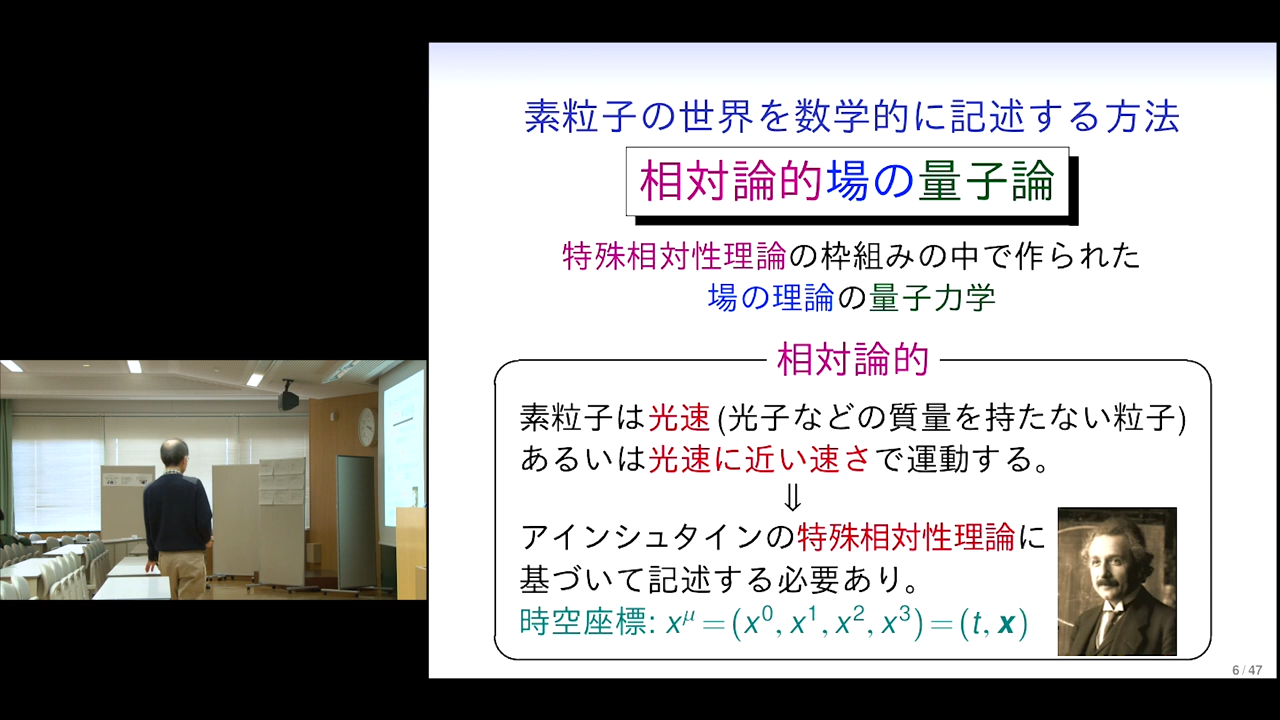 素粒子の世界を数学的に記述する方法
相対論的場の量子論
特殊相対性理論の枠組みの中で作られた
場の理論の量子力学
相対論的
素粒子は光速(光子などの質量を持たない粒子)
あるいは光速に近い速さで運動する。
⇓
アインシュタインの特殊相対性理論に
基づいて記述する必要あり。
時空座標: x^μ = (x^0, x^1, x^2, x^3) = (t, x)
6 / 47